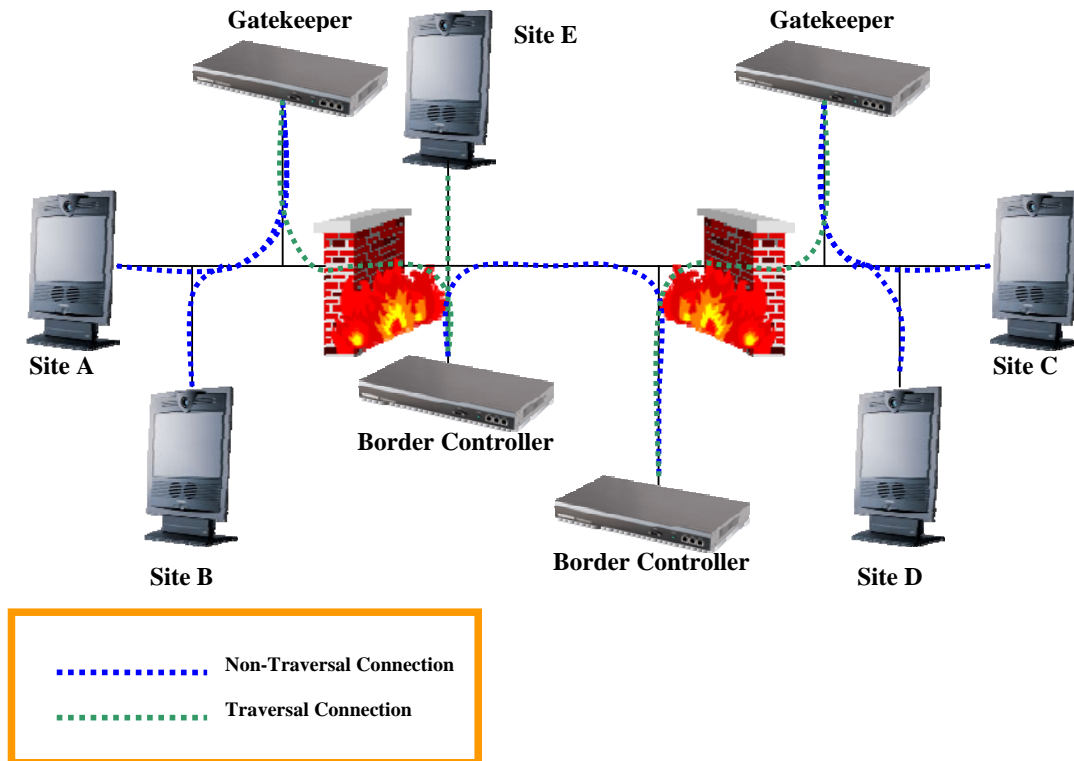 Gatekeeper
Site E
Gatekeeper
Site A
Site C
Border Controller
Site B
Border Controller
Site D
Non-Traversal Connection
Traversal Connection